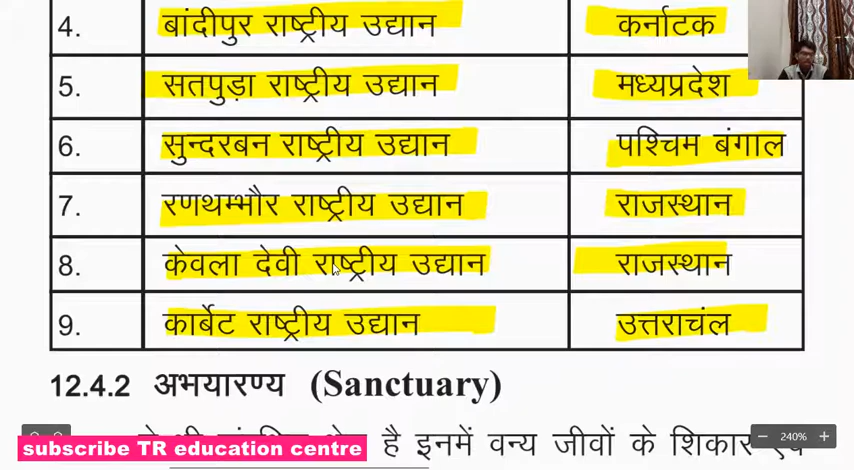 4. बांदीपुर राष्ट्रीय उद्यान कर्नाटक
5. सतपुड़ा राष्ट्रीय उद्यान मध्यप्रदेश
6. सुन्दरबन राष्ट्रीय उद्यान पश्चिम बंगाल
7. रणथम्भौर राष्ट्रीय उद्यान राजस्थान
8. केवला देवी राष्ट्रीय उद्यान राजस्थान
9. कार्बेट राष्ट्रीय उद्यान उत्तराचंल
12.4.2 अभयारण्य (Sanctuary)
है इनमें वन्य जीवों के शिकार एवं
subscribe TR education centre
240%